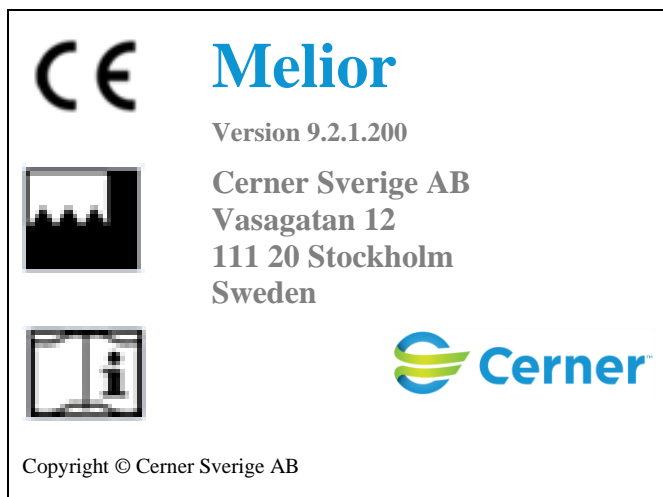 CE
Melior
Version 9.2.1.200
Cerner Sverige AB
Vasagatan 12
111 20 Stockholm
Sweden
i
Cerner™
Copyright © Cerner Sverige AB